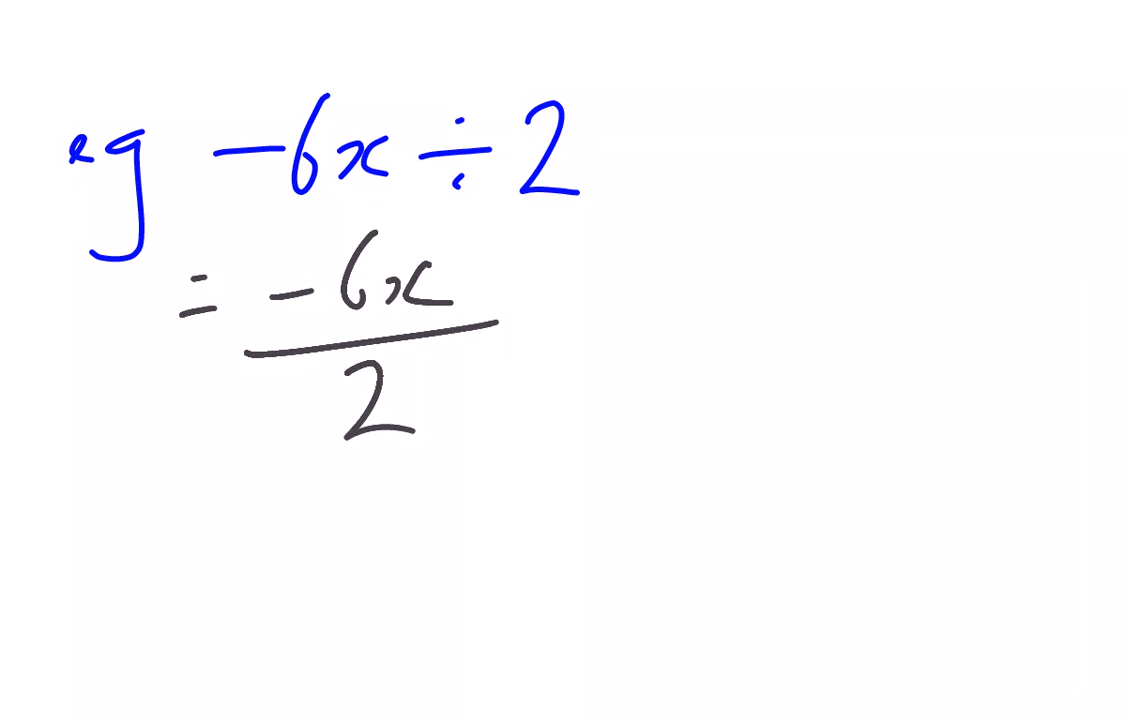 eg -6x ÷ 2
= -6x
2